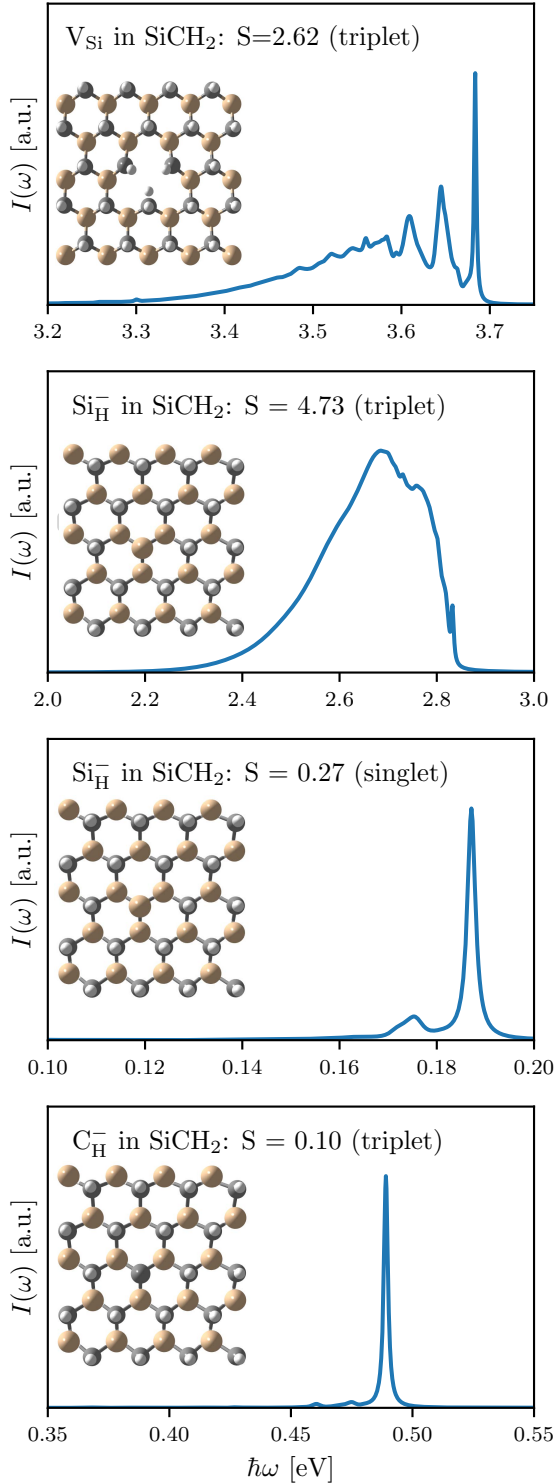 V_Si in SiCH_2: S=2.62 (triplet)
I(ω) [a.u.]
3.2 3.3 3.4 3.5 3.6 3.7
Si_H^− in SiCH_2: S = 4.73 (triplet)
I(ω) [a.u.]
2.0 2.2 2.4 2.6 2.8 3.0
Si_H^− in SiCH_2: S = 0.27 (singlet)
I(ω) [a.u.]
0.10 0.12 0.14 0.16 0.18 0.20
C_H^− in SiCH_2: S = 0.10 (triplet)
I(ω) [a.u.]
0.35 0.40 0.45 0.50 0.55
ℏω [eV]